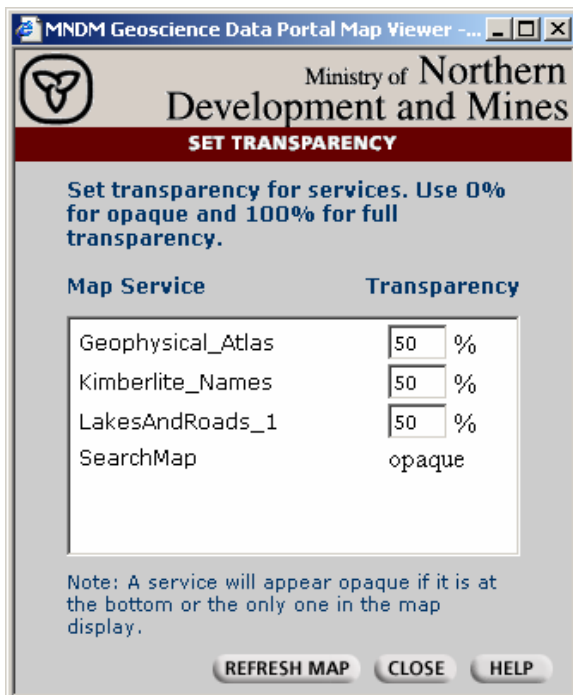 MNDM Geoscience Data Portal Map Viewer -...
Ministry of Northern
Development and Mines
SET TRANSPARENCY
Set transparency for services. Use 0%
for opaque and 100% for full
transparency.
Map Service Transparency
Geophysical_Atlas 50 %
Kimberlite_Names 50 %
LakesAndRoads_1 50 %
SearchMap opaque
Note: A service will appear opaque if it is at
the bottom or the only one in the map
display.
REFRESH MAP CLOSE HELP